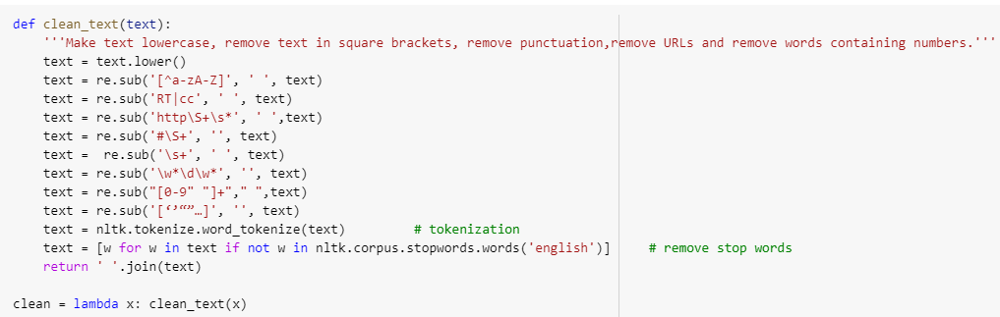 def clean_text(text):
    '''Make text lowercase, remove text in square brackets, remove punctuation,remove URLs and remove words containing numbers.'''
    text = text.lower()
    text = re.sub('[^a-zA-Z]', ' ', text)
    text = re.sub('RT|cc', ' ', text)
    text = re.sub('http\S+\s*', ' ',text)
    text = re.sub('#\S+', '', text)
    text =  re.sub('\s+', ' ', text)
    text = re.sub('\w*\d\w*', '', text)
    text = re.sub("[0-9" "]+"," ",text)
    text = re.sub('[‘’“”…]', '', text)
    text = nltk.tokenize.word_tokenize(text)         # tokenization
    text = [w for w in text if not w in nltk.corpus.stopwords.words('english')]     # remove stop words
    return ' '.join(text)
clean = lambda x: clean_text(x)